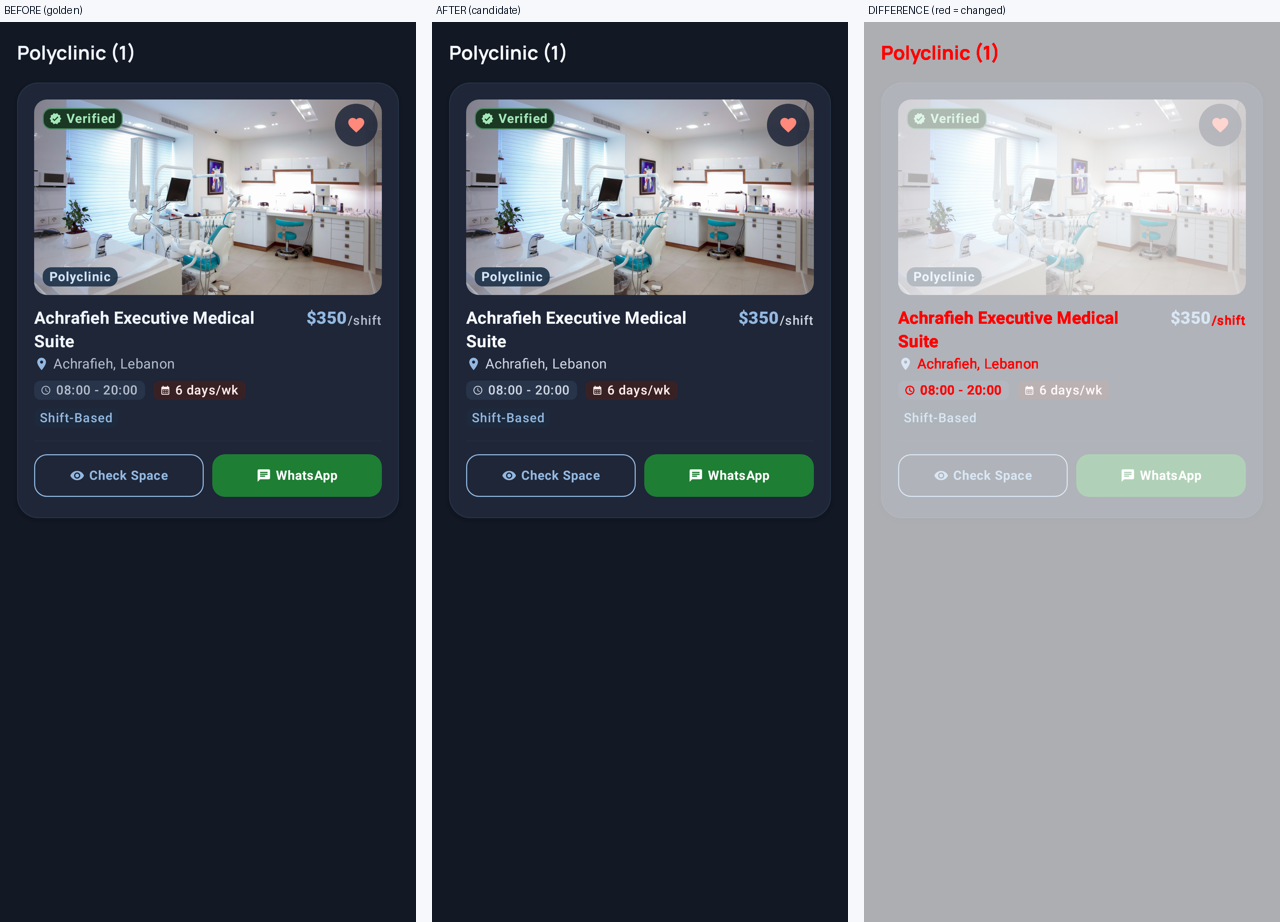 BEFORE (golden)
Polyclinic (1)
Verified
Polyclinic
Achrafieh Executive Medical
Suite
$350/shift
Achrafieh, Lebanon
08:00 - 20:00
6 days/wk
Shift-Based
Check Space
WhatsApp
AFTER (candidate)
Polyclinic (1)
Verified
Polyclinic
Achrafieh Executive Medical
Suite
$350/shift
Achrafieh, Lebanon
08:00 - 20:00
6 days/wk
Shift-Based
Check Space
WhatsApp
DIFFERENCE (red = changed)
Polyclinic (1)
Verified
Polyclinic
Achrafieh Executive Medical
Suite
$350/shift
Achrafieh, Lebanon
08:00 - 20:00
6 days/wk
Shift-Based
Check Space
WhatsApp